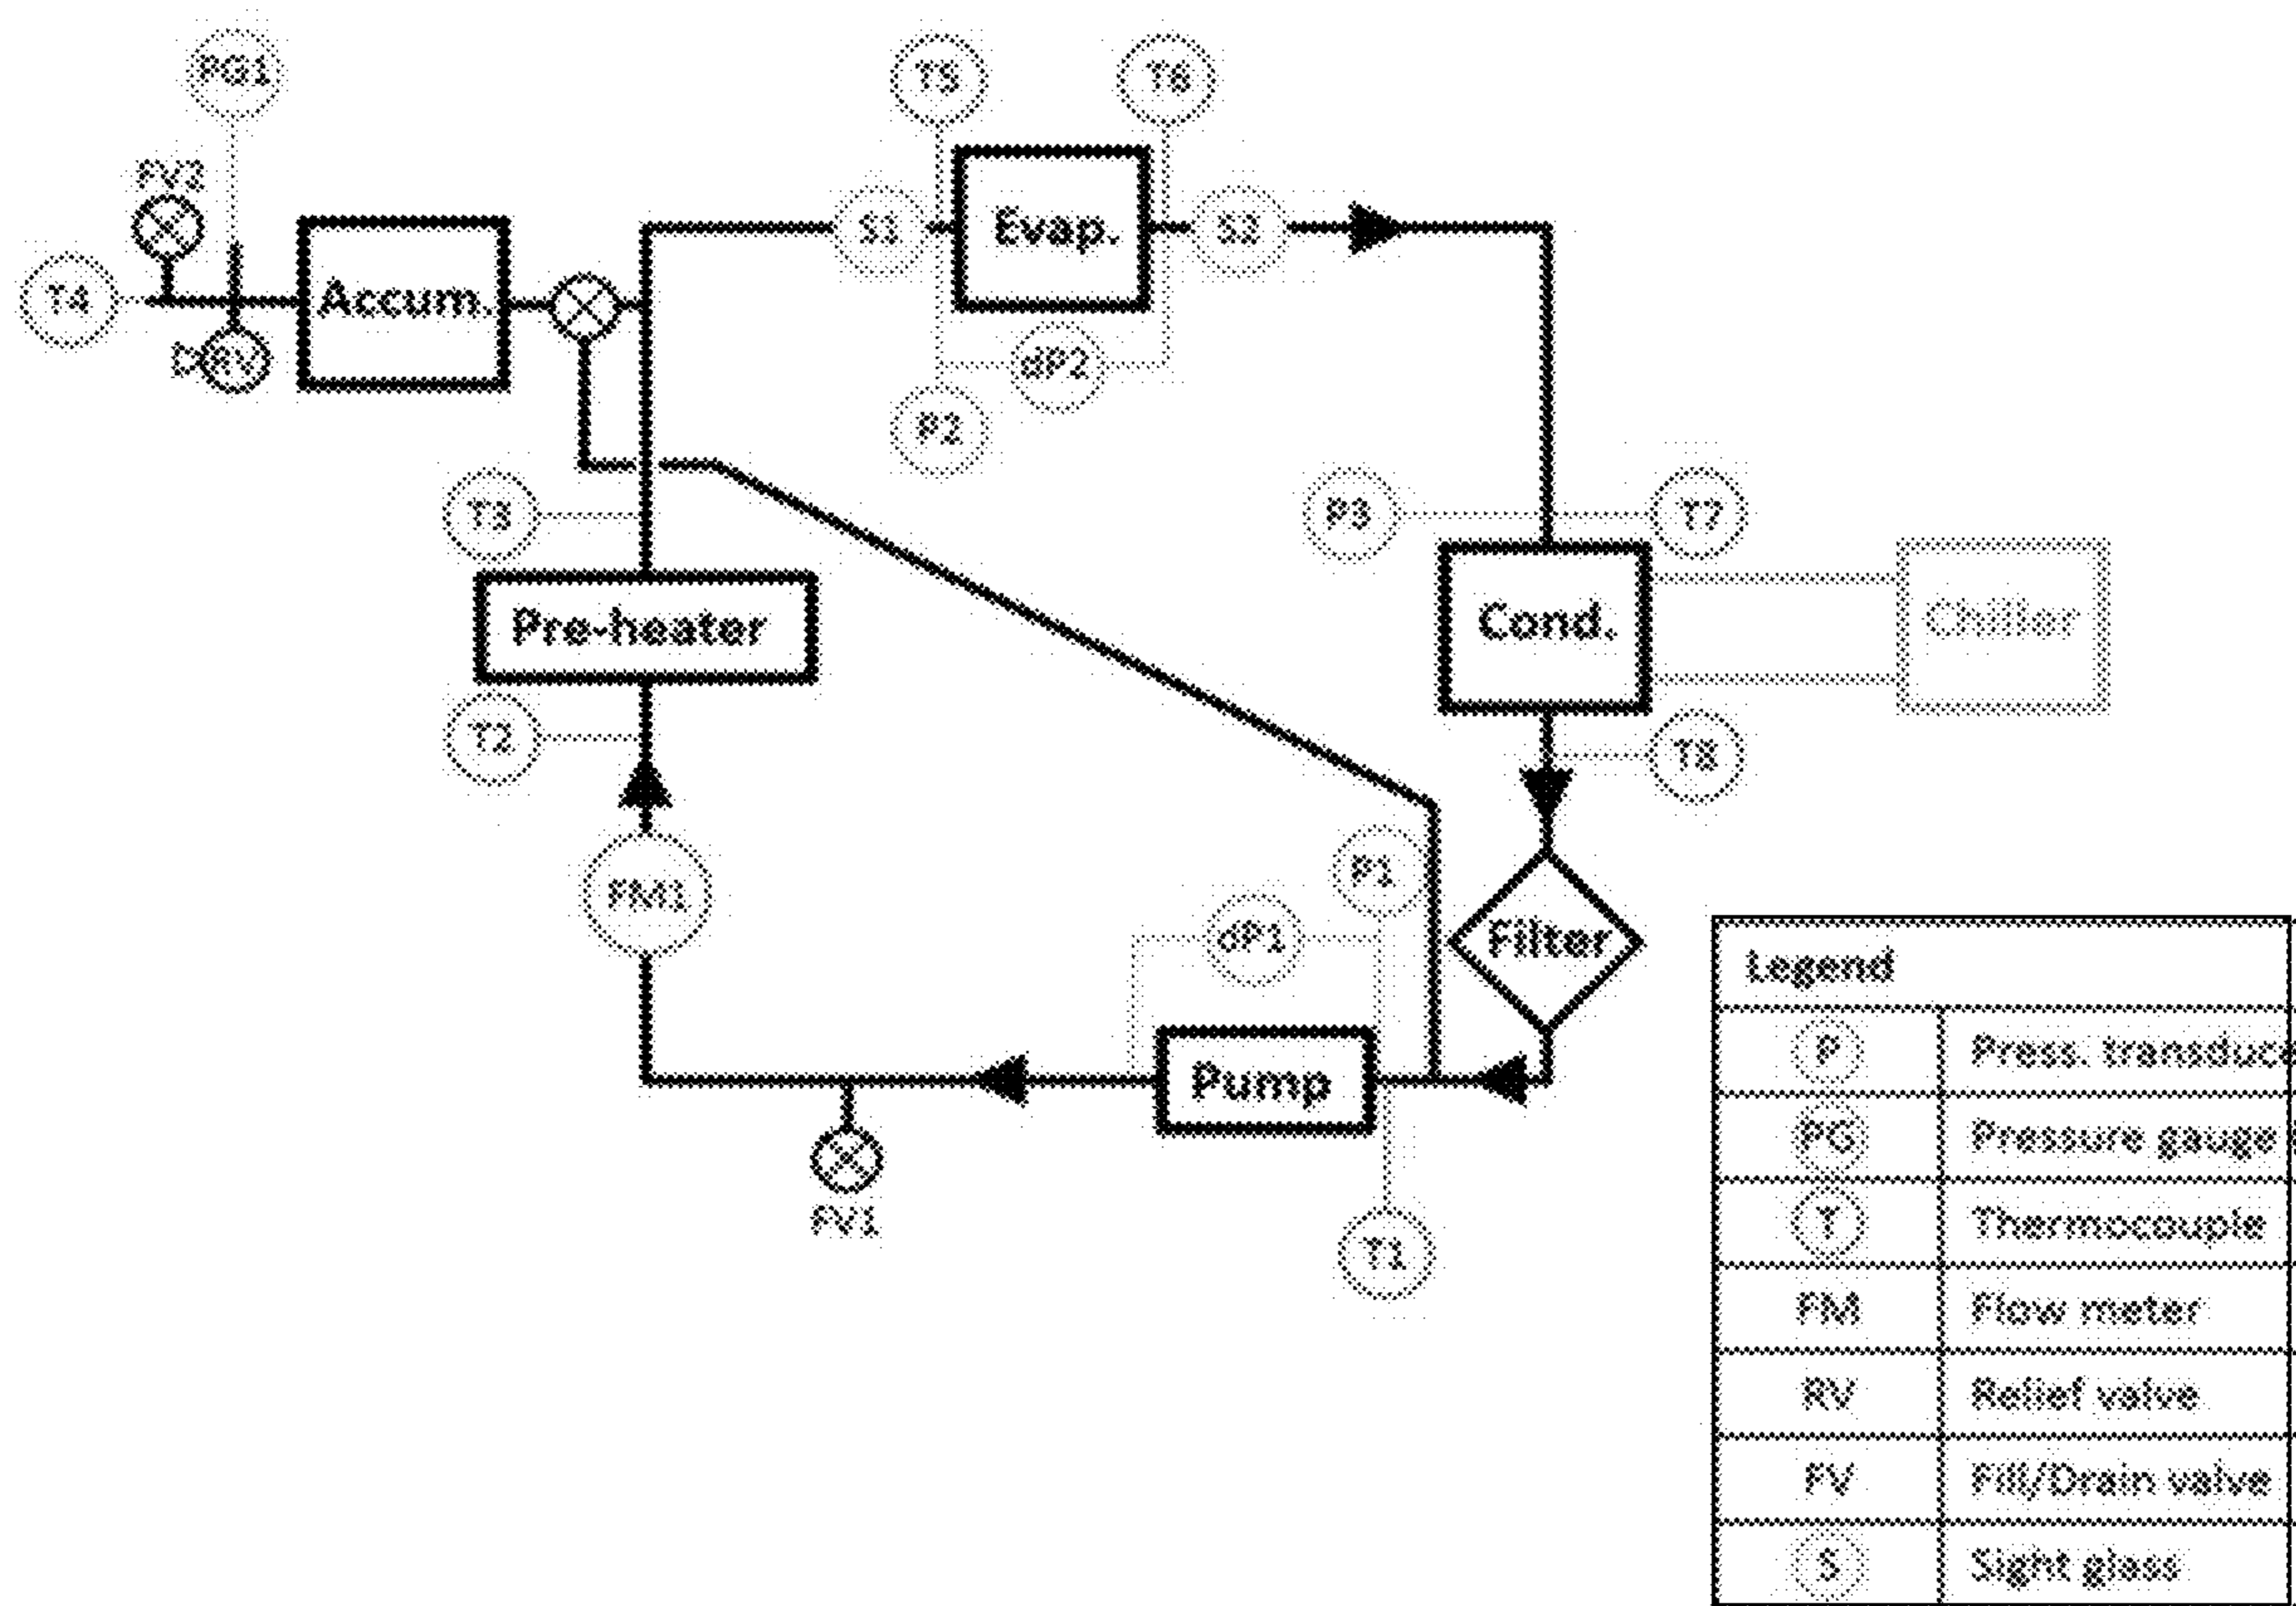 PG1
T5
T6
FV2
T4
Accum.
S1
Evap.
S2
DRV
dP2
P2
T3
P3
T7
Pre-heater
Cond.
Chiller
T2
T8
FM1
P1
dP1
Filter
Pump
FV1
T1
Legend
P Press. transduce
PG Pressure gauge
T Thermocouple
FM Flow meter
RV Relief valve
FV Fill/Drain valve
S Sight glass